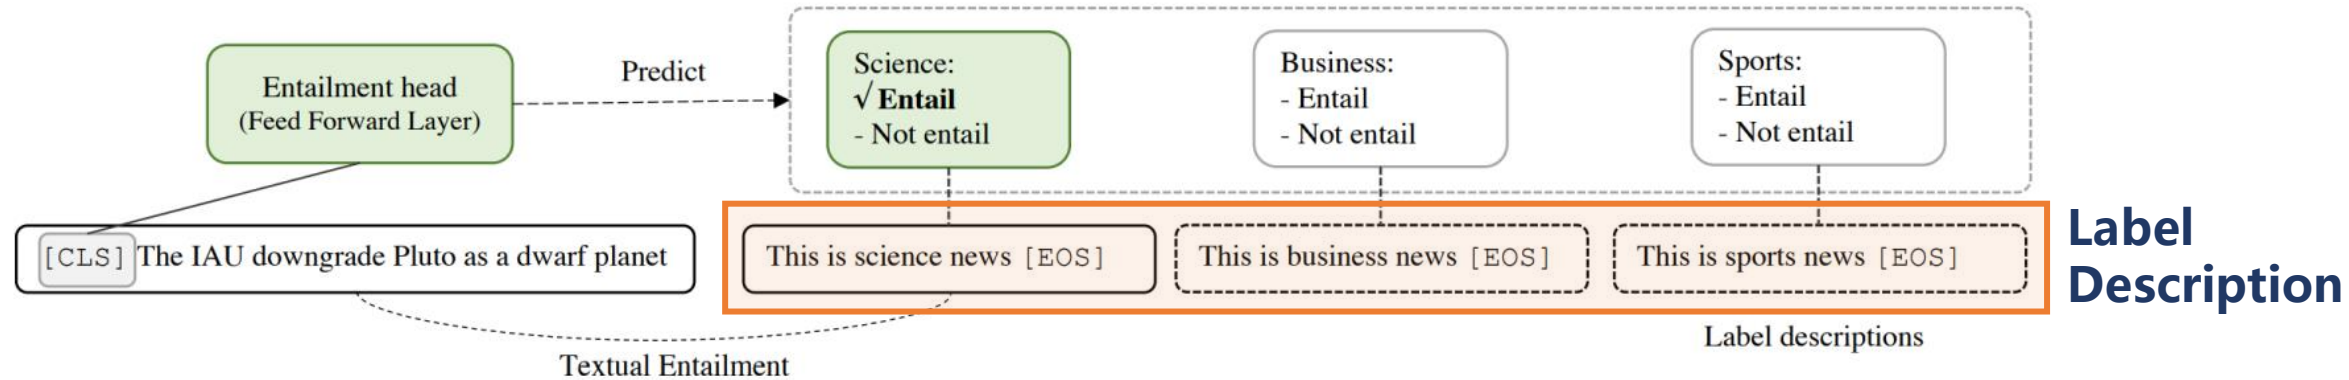 Entailment head
(Feed Forward Layer)
Predict
Science:
√ Entail
- Not entail
Business:
- Entail
- Not entail
Sports:
- Entail
- Not entail
[CLS] The IAU downgrade Pluto as a dwarf planet
This is science news [EOS]
This is business news [EOS]
This is sports news [EOS]
Label
Description
Textual Entailment
Label descriptions